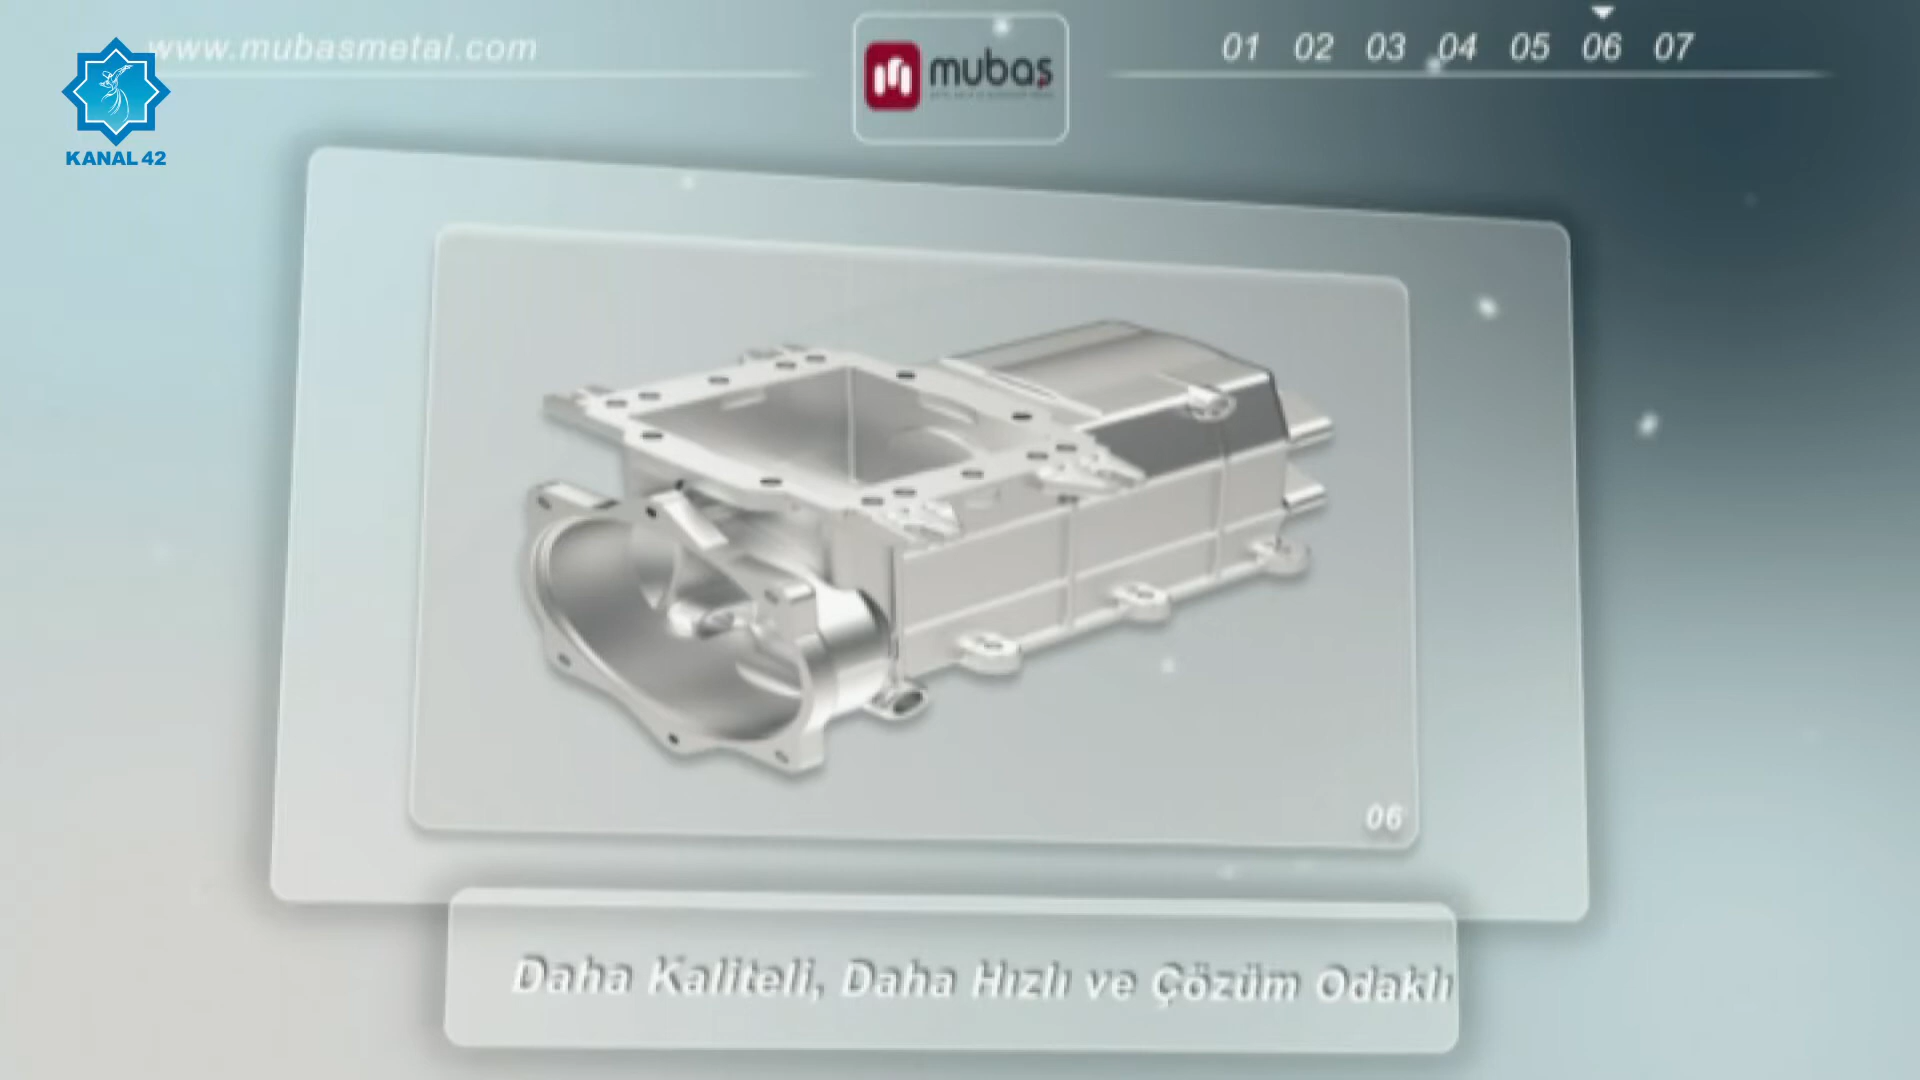 www.mubasmetal.com
mubaş
01 02 03 04 05 06 07
KANAL 42
06
Daha Kaliteli, Daha Hızlı ve Çözüm Odaklı